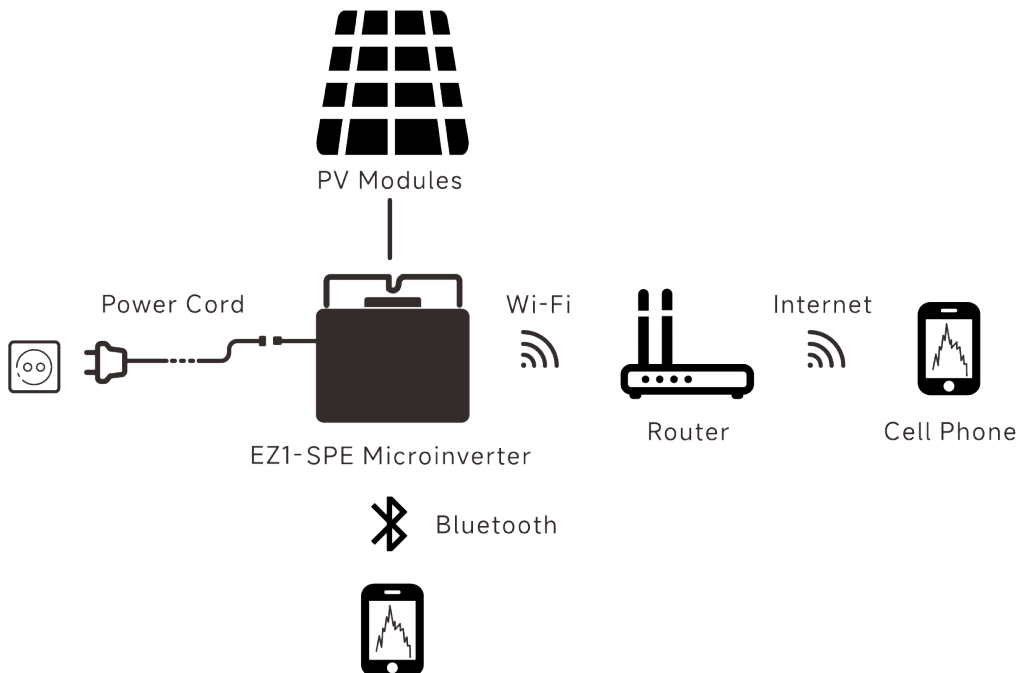 PV Modules
Power Cord
Wi-Fi
Internet
Router
Cell Phone
EZ1-SPE Microinverter
Bluetooth